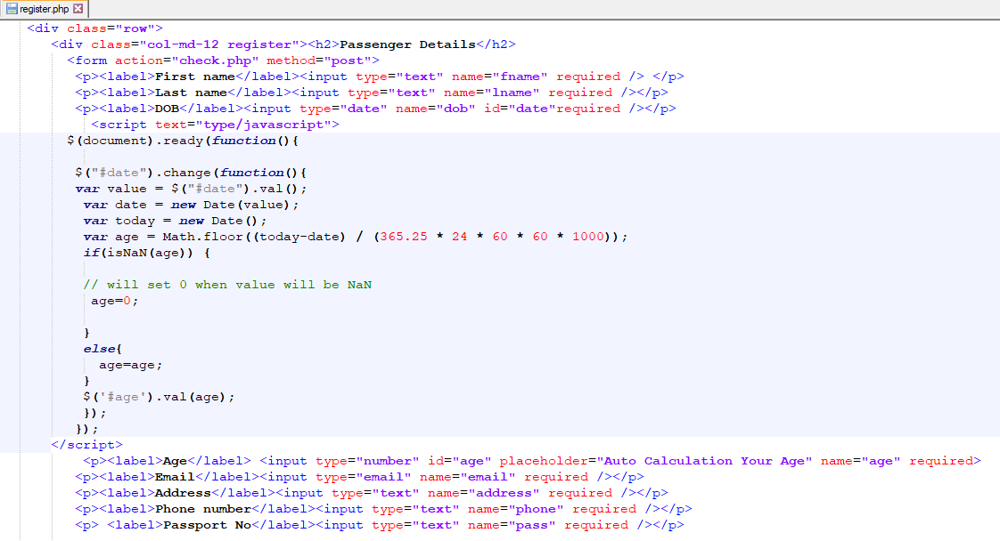 register.php
<div class="row">
<div class="col-md-12 register"><h2>Passenger Details</h2>
<form action="check.php" method="post">
<p><label>First name</label><input type="text" name="fname" required /> </p>
<p><label>Last name</label><input type="text" name="lname" required /></p>
<p><label>DOB</label><input type="date" name="dob" id="date"required /></p>
<script text="type/javascript">
$(document).ready(function(){
$("#date").change(function(){
var value = $("#date").val();
var date = new Date(value);
var today = new Date();
var age = Math.floor((today-date) / (365.25 * 24 * 60 * 60 * 1000));
if(isNaN(age)) {
// will set 0 when value will be NaN
age=0;
}
else{
age=age;
}
$('#age').val(age);
});
});
</script>
<p><label>Age</label> <input type="number" id="age" placeholder="Auto Calculation Your Age" name="age" required>
<p><label>Email</label><input type="email" name="email" required /></p>
<p><label>Address</label><input type="text" name="address" required /></p>
<p><label>Phone number</label><input type="text" name="phone" required /></p>
<p> <label>Passport No</label><input type="text" name="pass" required /></p>